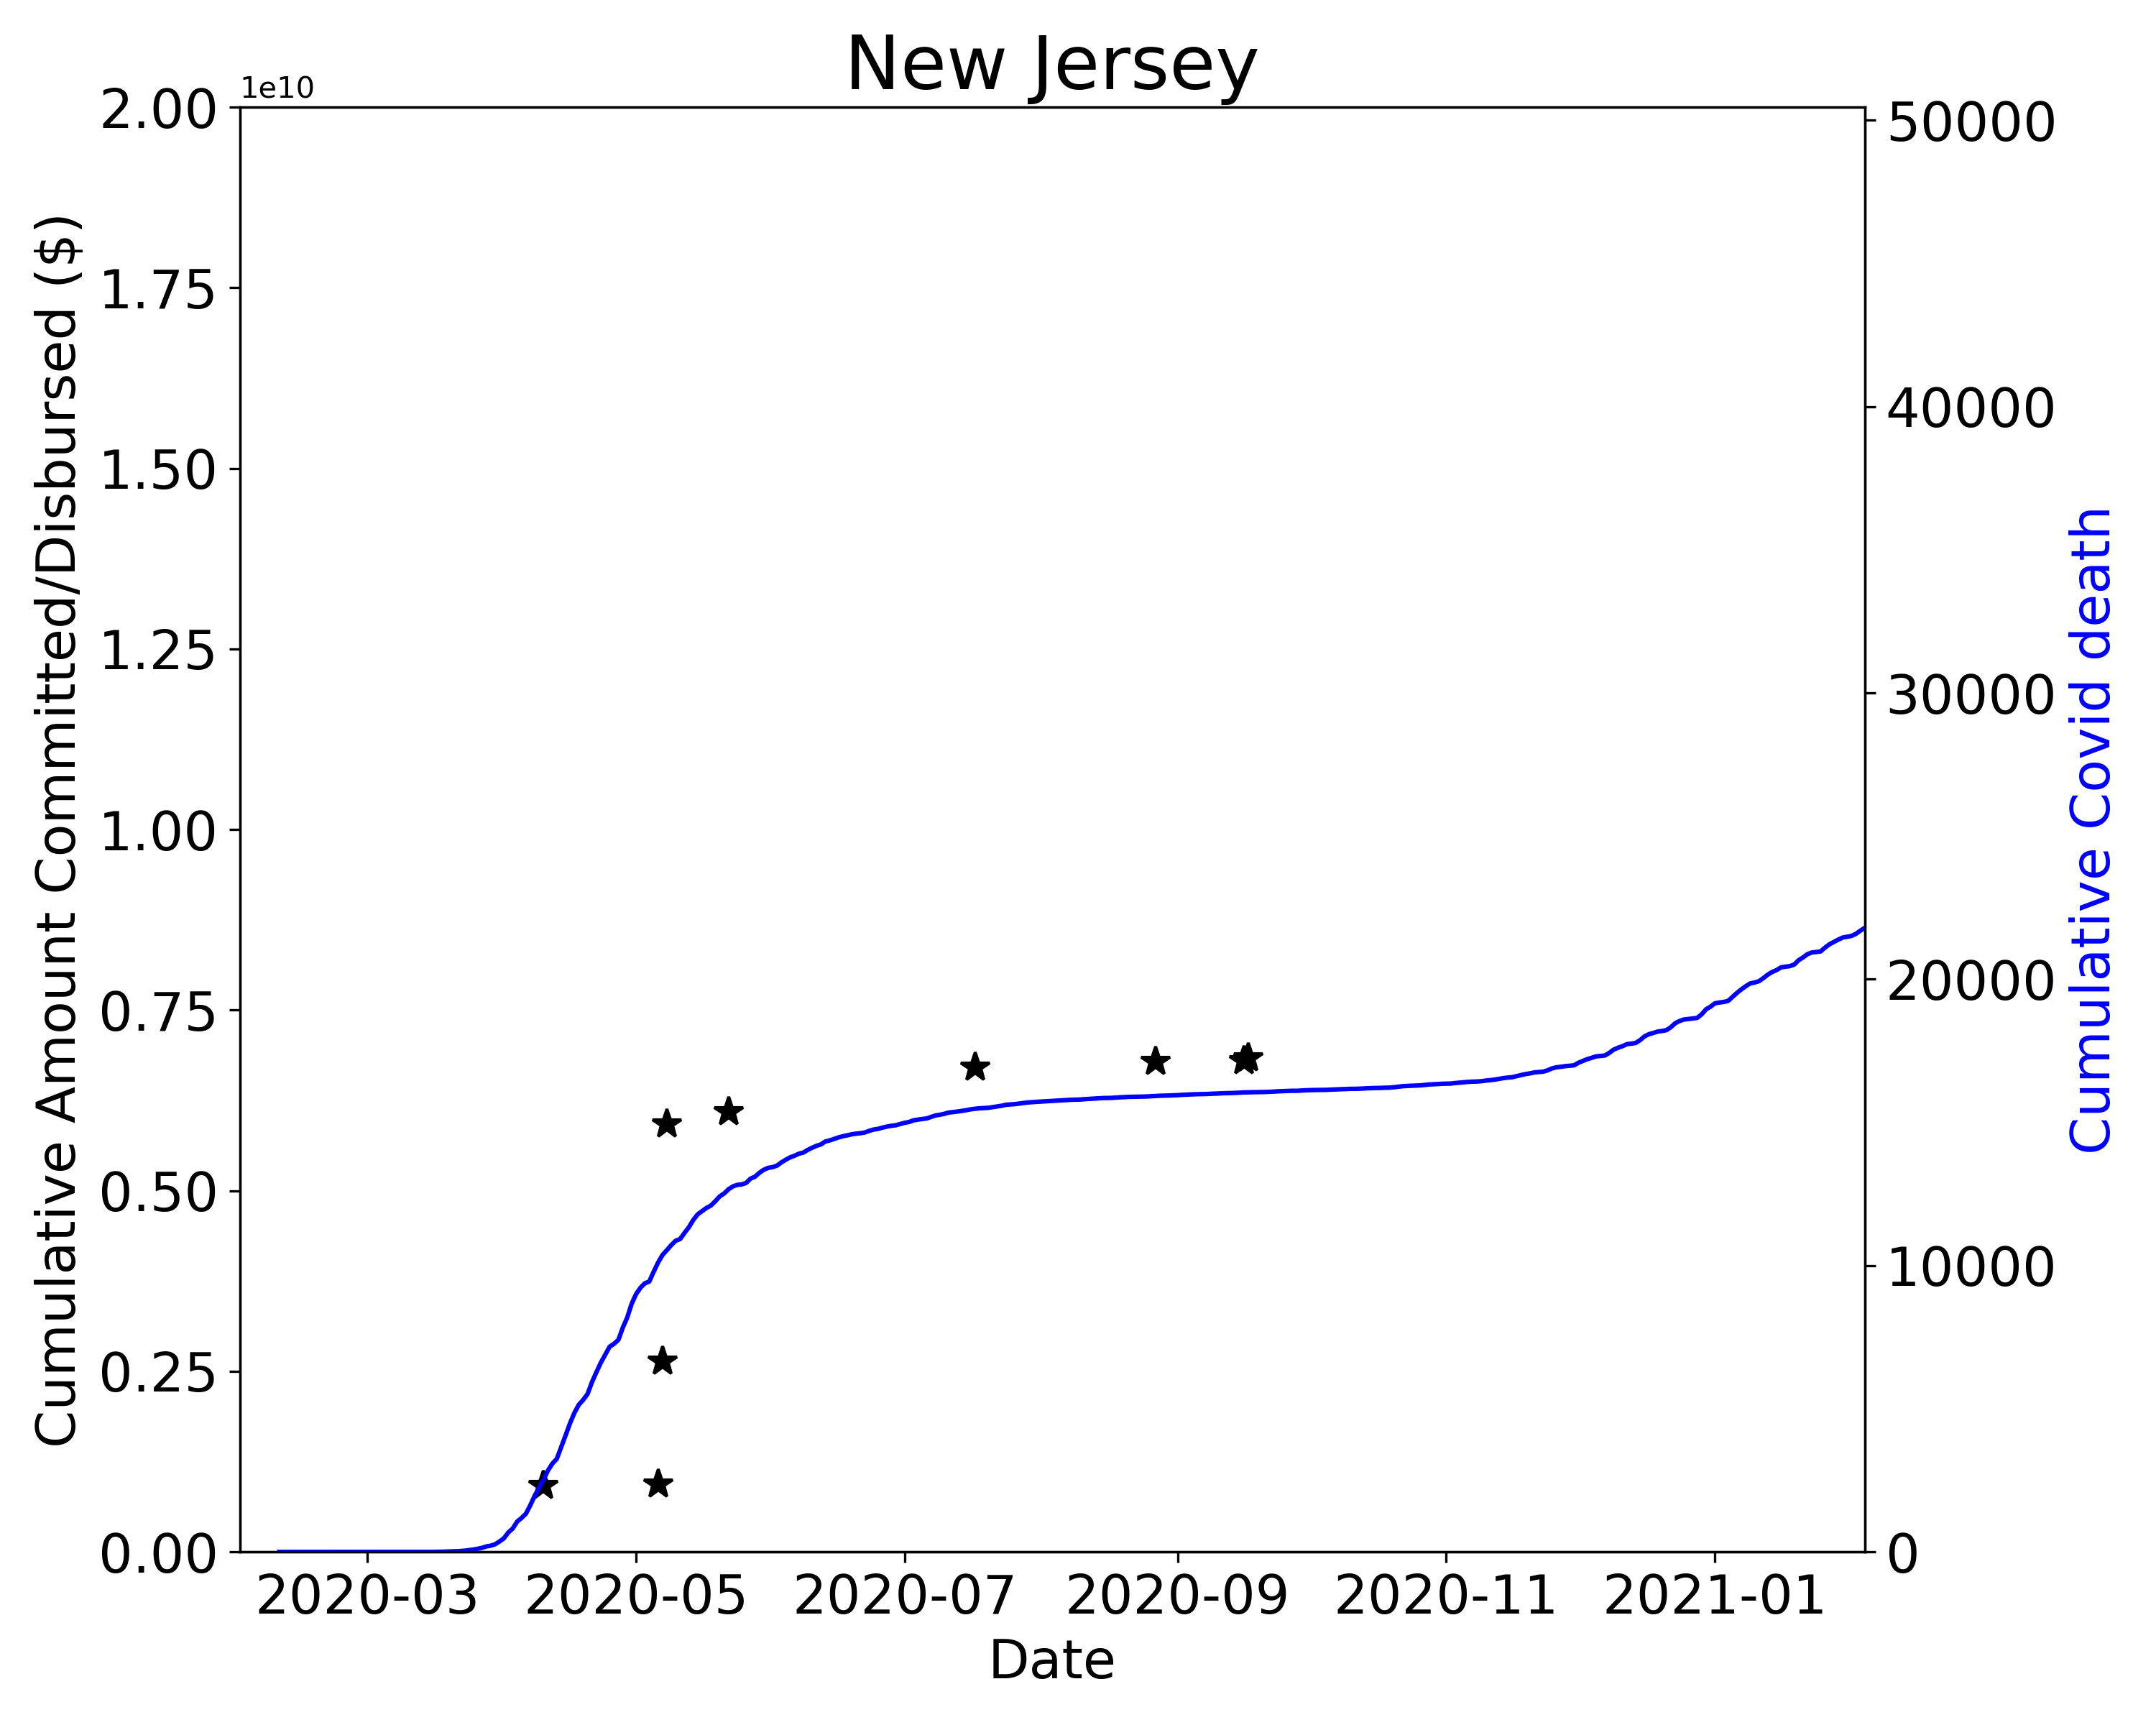 New Jersey
1e10
2.00
1.75
1.50
1.25
1.00
0.75
0.50
0.25
0.00
Cumulative Amount Committed/Disbursed ($)
50000
40000
30000
20000
10000
0
Cumulative Covid death
2020-03 2020-05 2020-07 2020-09 2020-11 2021-01
Date